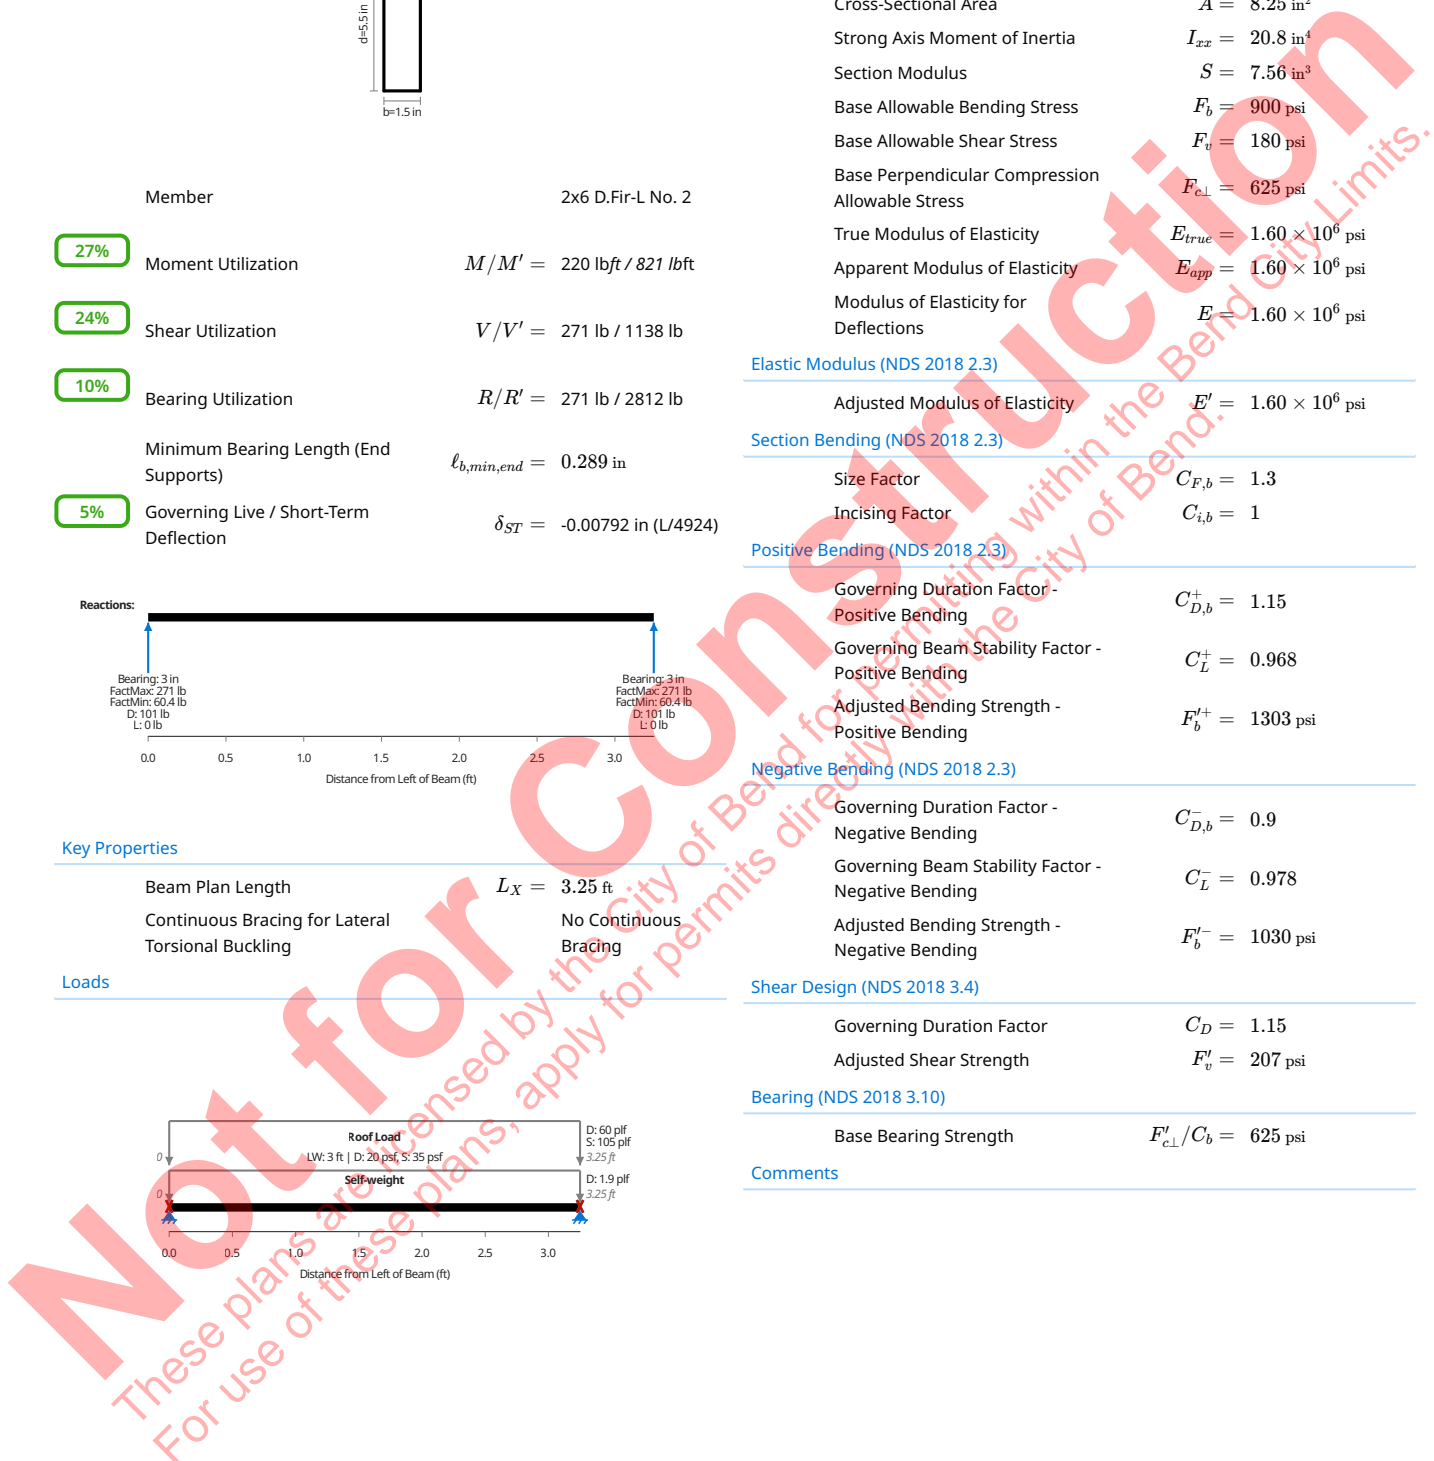 d=5.5 in
b=1.5 in
Member 2x6 D.Fir-L No. 2
27%
Moment Utilization M/M′ = 220 lbft / 821 lbft
24%
Shear Utilization V/V′ = 271 lb / 1138 lb
10%
Bearing Utilization R/R′ = 271 lb / 2812 lb
Minimum Bearing Length (End
Supports) ℓb,min,end = 0.289 in
5%
Governing Live / Short-Term
Deflection δST = -0.00792 in (L/4924)
Reactions:
Bearing: 3 in Bearing: 3 in
FactMax: 271 lb FactMax: 271 lb
FactMin: 60.4 lb FactMin: 60.4 lb
D: 101 lb D: 101 lb
L: 0 lb L: 0 lb
0.0 0.5 1.0 1.5 2.0 2.5 3.0
Distance from Left of Beam (ft)
Key Properties
Beam Plan Length LX = 3.25 ft
Continuous Bracing for Lateral No Continuous
Torsional Buckling Bracing
Loads
D: 60 plf
Roof Load S: 105 plf
0 LW: 3 ft | D: 20 psf, S: 35 psf 3.25 ft
Self-weight D: 1.9 plf
0 3.25 ft
0.0 0.5 1.0 1.5 2.0 2.5 3.0
Distance from Left of Beam (ft)
Cross-Sectional Area A = 8.25 in²
Strong Axis Moment of Inertia Ixx = 20.8 in⁴
Section Modulus S = 7.56 in³
Base Allowable Bending Stress Fb = 900 psi
Base Allowable Shear Stress Fv = 180 psi
Base Perpendicular Compression
Allowable Stress Fc⊥ = 625 psi
True Modulus of Elasticity Etrue = 1.60 × 10⁶ psi
Apparent Modulus of Elasticity Eapp = 1.60 × 10⁶ psi
Modulus of Elasticity for
Deflections E = 1.60 × 10⁶ psi
Elastic Modulus (NDS 2018 2.3)
Adjusted Modulus of Elasticity E′ = 1.60 × 10⁶ psi
Section Bending (NDS 2018 2.3)
Size Factor CF,b = 1.3
Incising Factor Ci,b = 1
Positive Bending (NDS 2018 2.3)
Governing Duration Factor -
Positive Bending C+D,b = 1.15
Governing Beam Stability Factor -
Positive Bending C+L = 0.968
Adjusted Bending Strength -
Positive Bending F′+b = 1303 psi
Negative Bending (NDS 2018 2.3)
Governing Duration Factor -
Negative Bending C−D,b = 0.9
Governing Beam Stability Factor -
Negative Bending C−L = 0.978
Adjusted Bending Strength -
Negative Bending F′−b = 1030 psi
Shear Design (NDS 2018 3.4)
Governing Duration Factor CD = 1.15
Adjusted Shear Strength F′v = 207 psi
Bearing (NDS 2018 3.10)
Base Bearing Strength F′c⊥/Cb = 625 psi
Comments
Not for Construction
These plans are licensed by the City of Bend for permitting within the Bend City Limits.
For use of these plans, apply for permits directly with the City of Bend.